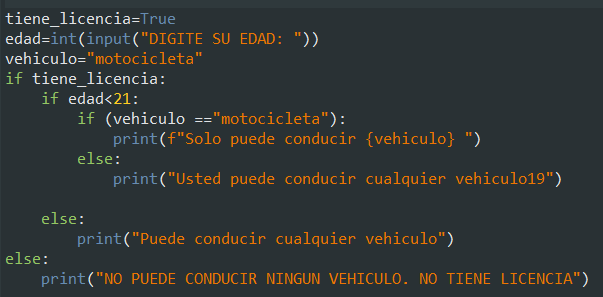 tiene_licencia=True
edad=int(input("DIGITE SU EDAD: "))
vehiculo="motocicleta"
if tiene_licencia:
    if edad<21:
        if (vehiculo =="motocicleta"):
            print(f"Solo puede conducir {vehiculo} ")
        else:
            print("Usted puede conducir cualquier vehiculo19")
    else:
        print("Puede conducir cualquier vehiculo")
else:
    print("NO PUEDE CONDUCIR NINGUN VEHICULO. NO TIENE LICENCIA")